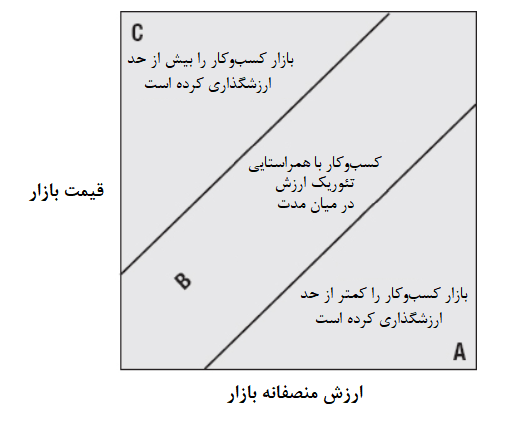 C
بازار کسب‌وکار را بیش از حد
ارزشگذاری کرده است
کسب‌وکار با همراستایی
تئوریک ارزش
در میان مدت
قیمت بازار
B
بازار کسب‌وکار را کمتر از حد
ارزشگذاری کرده است
A
ارزش منصفانه بازار